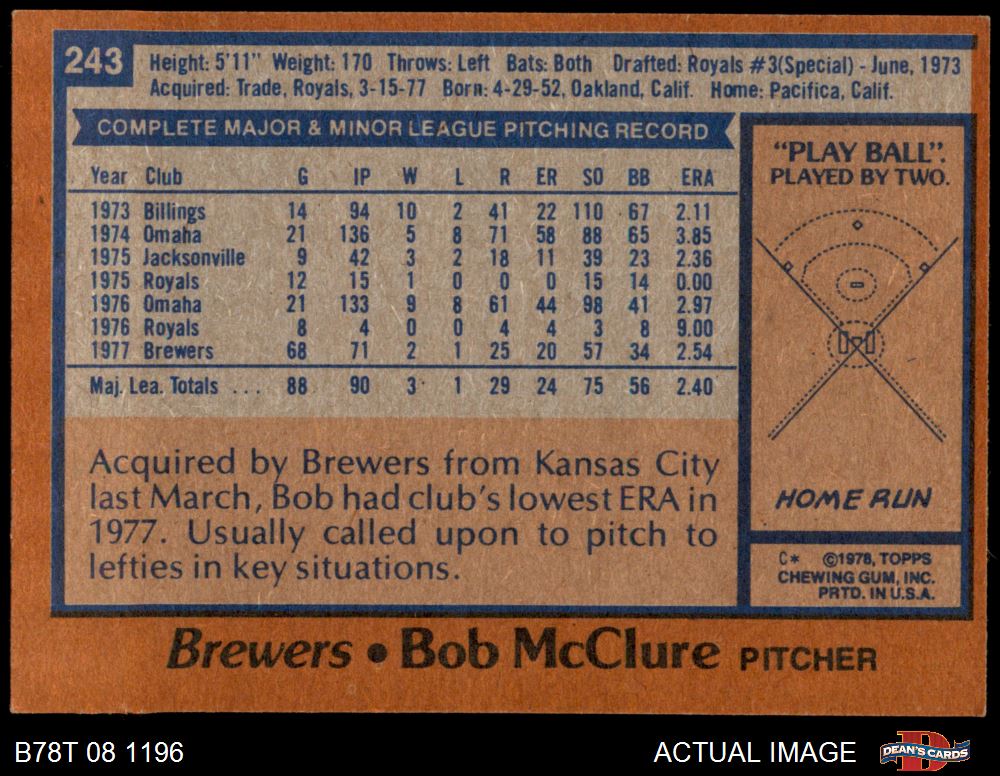 243
Height: 5'11" Weight: 170 Throws: Left Bats: Both Drafted: Royals #3(Special) - June, 1973
Acquired: Trade, Royals, 3-15-77 Born: 4-29-52, Oakland, Calif. Home: Pacifica, Calif.
COMPLETE MAJOR & MINOR LEAGUE PITCHING RECORD
Year Club G IP W L R ER SO BB ERA
1973 Billings 14 94 10 2 41 22 110 67 2.11
1974 Omaha 21 136 5 8 71 58 88 65 3.85
1975 Jacksonville 9 42 3 2 18 11 39 23 2.36
1975 Royals 12 15 1 0 0 0 15 14 0.00
1976 Omaha 21 133 9 8 61 44 98 41 2.97
1976 Royals 8 4 0 0 4 4 3 8 9.00
1977 Brewers 68 71 2 1 25 20 57 34 2.54
Maj. Lea. Totals ... 88 90 3 1 29 24 75 56 2.40
Acquired by Brewers from Kansas City
last March, Bob had club's lowest ERA in
1977. Usually called upon to pitch to
lefties in key situations.
"PLAY BALL".
PLAYED BY TWO.
HOME RUN
C* ©1978, TOPPS
CHEWING GUM, INC.
PRTD. IN U.S.A.
Brewers • Bob McClure PITCHER
B78T 08 1196
ACTUAL IMAGE
DEAN'S CARDS